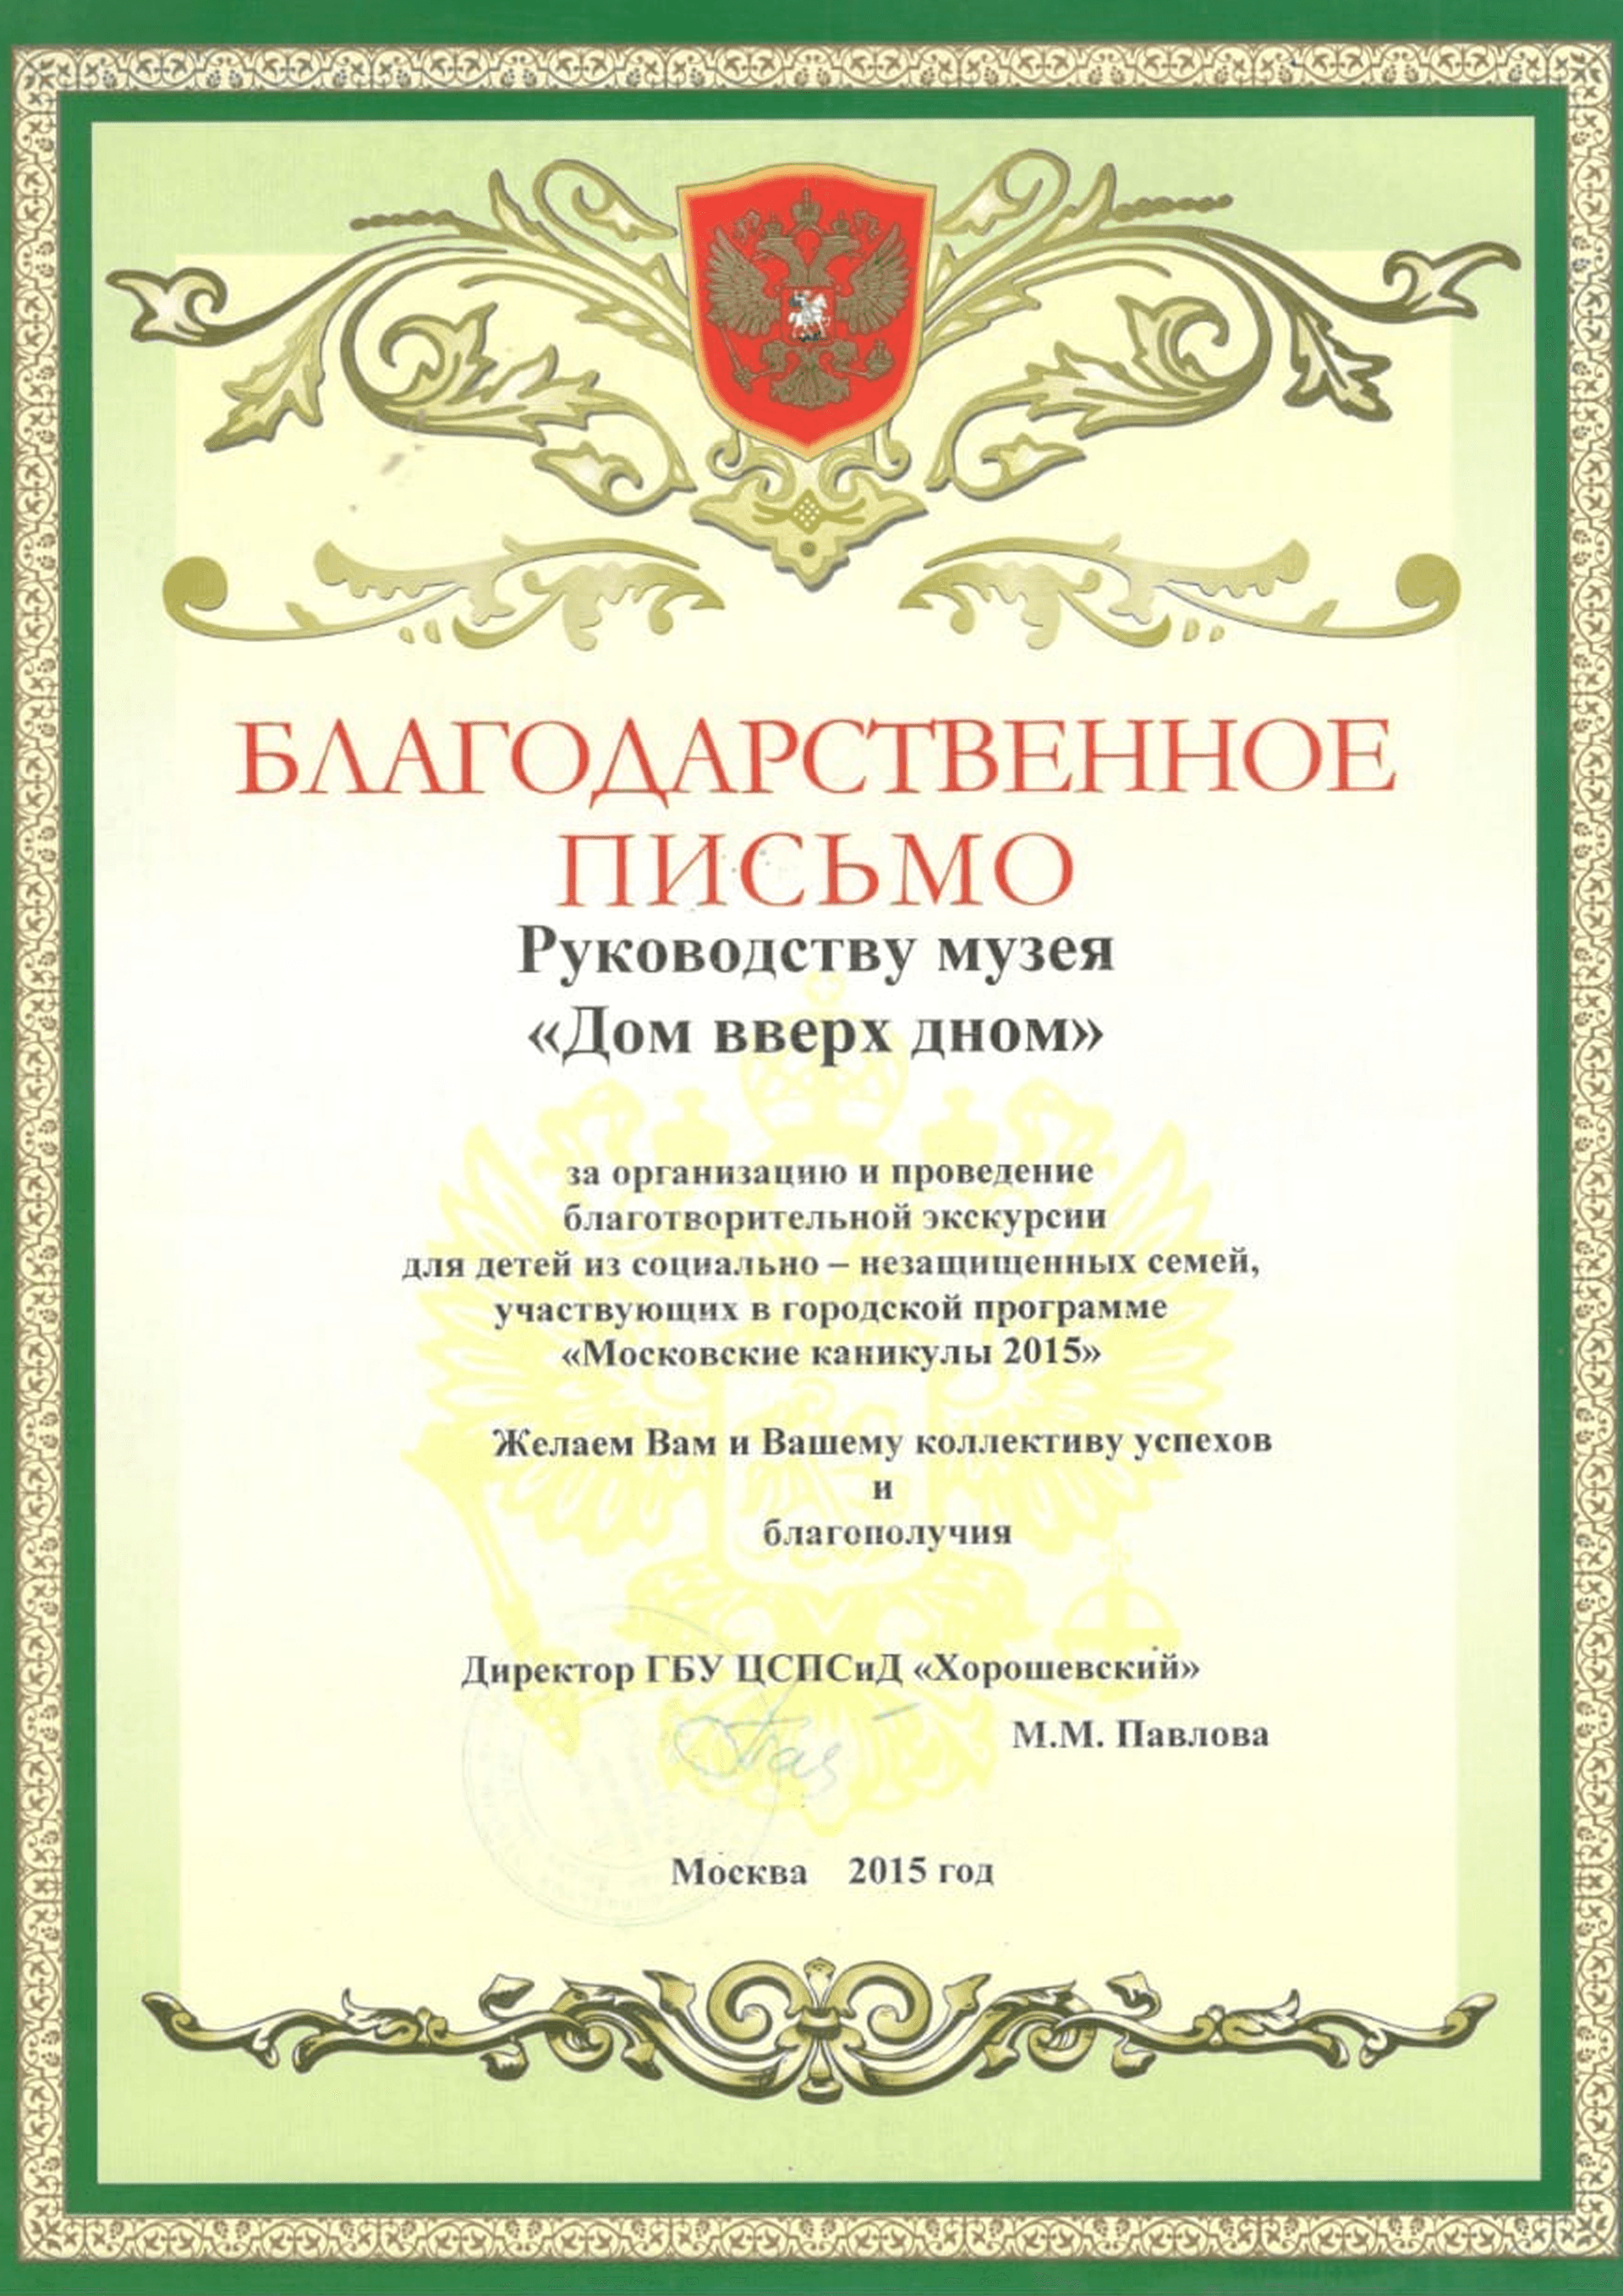 БЛАГОДАРСТВЕННОЕ
ПИСЬМО
Руководству музея
«Дом вверх дном»
за организацию и проведение
благотворительной экскурсии
для детей из социально – незащищенных семей,
участвующих в городской программе
«Московские каникулы 2015»
Желаем Вам и Вашему коллективу успехов
и
благополучия
Директор ГБУ ЦСПСиД «Хорошевский»
М.М. Павлова
Москва 2015 год